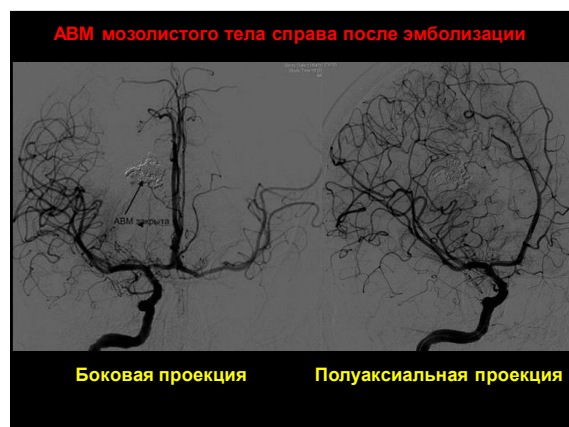 АВМ мозолистого тела справа после эмболизации
АВМ закрыта
Боковая проекция
Полуаксиальная проекция